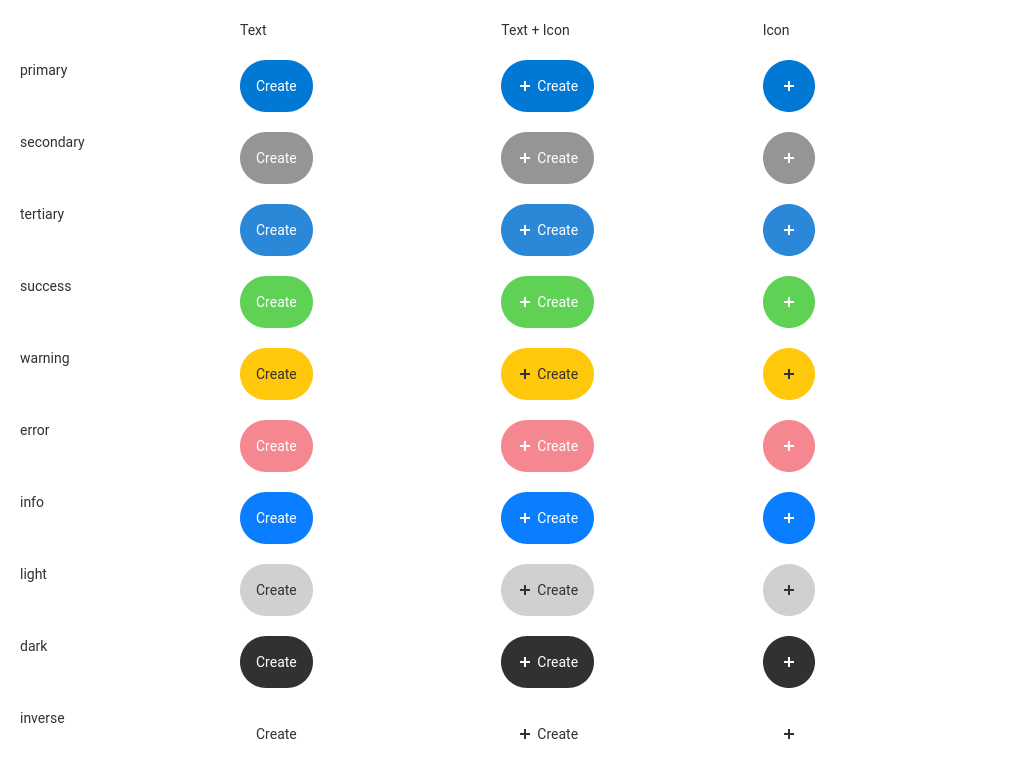 Text Text + Icon Icon
primary Create + Create +
secondary Create + Create +
tertiary Create + Create +
success Create + Create +
warning Create + Create +
error Create + Create +
info Create + Create +
light Create + Create +
dark Create + Create +
inverse Create + Create +